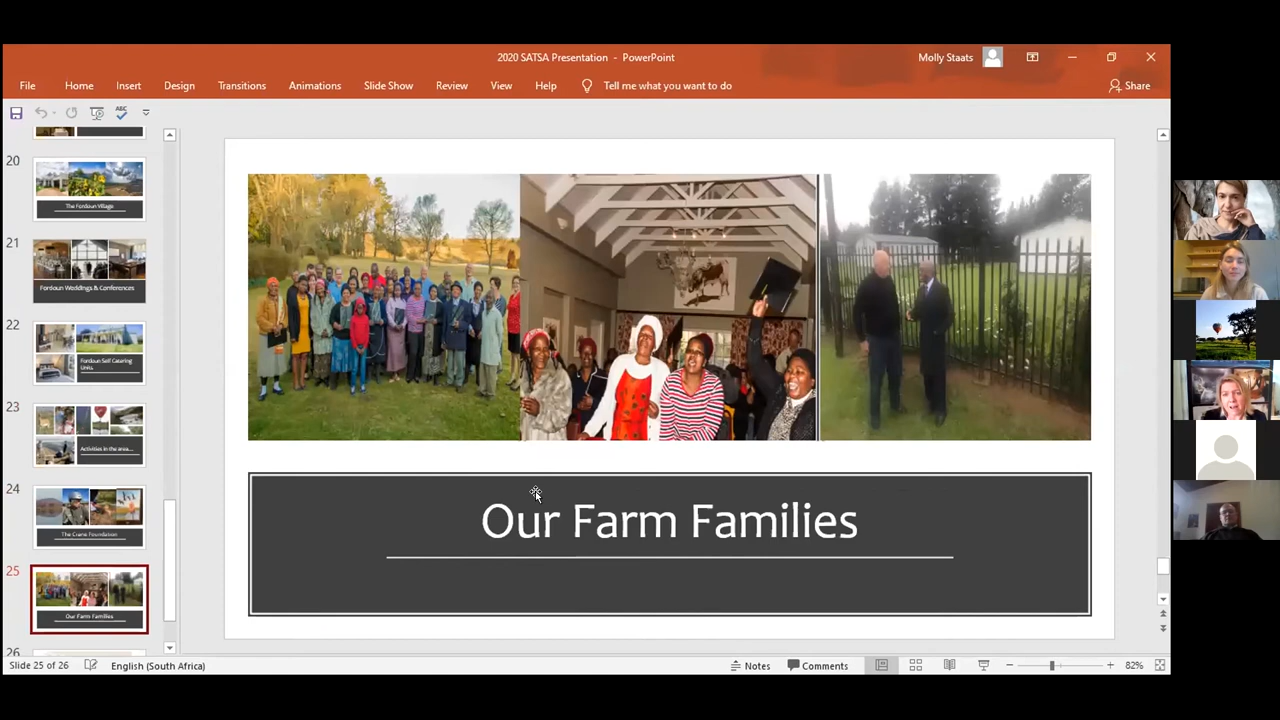 2020 SATSA Presentation - PowerPoint
Molly Staats
File Home Insert Design Transitions Animations Slide Show Review View Help Tell me what you want to do Share
ABC
20
The Fordoun Village
21
Fordoun Weddings & Conferences
22
Fordoun Self Catering
Units
23
Activities in the area...
24
The Crane Foundation
25
Our Farm Families
26
Our Farm Families
Slide 25 of 26 English (South Africa) Notes Comments 82%